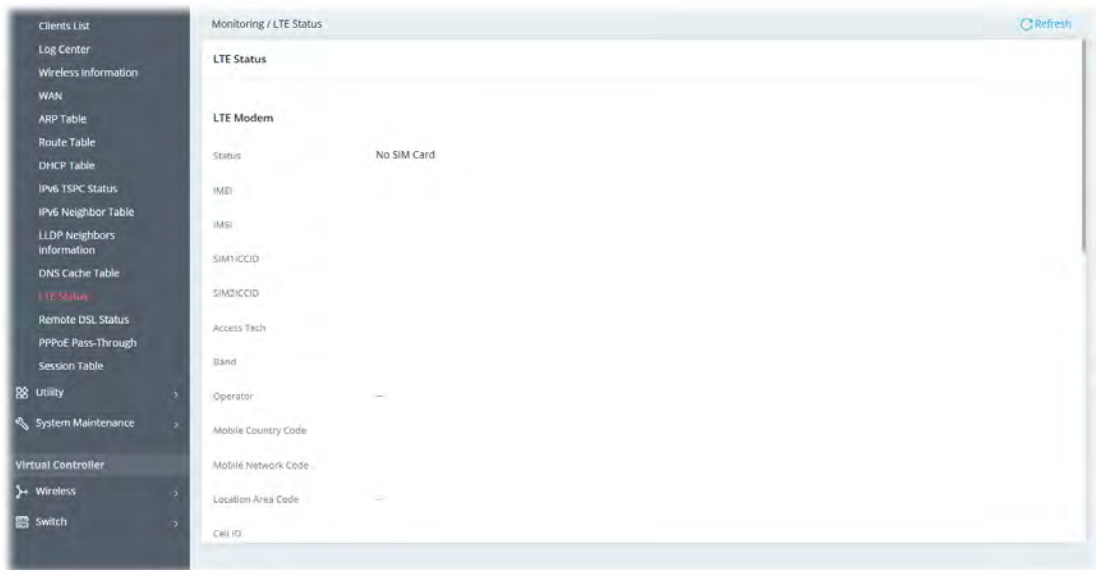 Clients List
Log Center
Wireless Information
WAN
ARP Table
Route Table
DHCP Table
IPv6 TSPC Status
IPv6 Neighbor Table
LLDP Neighbors
information
DNS Cache Table
LTE Status
Remote DSL Status
PPPoE Pass-Through
Session Table
Utility
System Maintenance
Virtual Controller
Wireless
Switch
Monitoring / LTE Status
Refresh
LTE Status
LTE Modem
Status No SIM Card
IMEI
IMSI
SIM1ICCID
SIM2ICCID
Access Tech
Band
Operator ---
Mobile Country Code
Mobile Network Code
Location Area Code ---
Cell ID